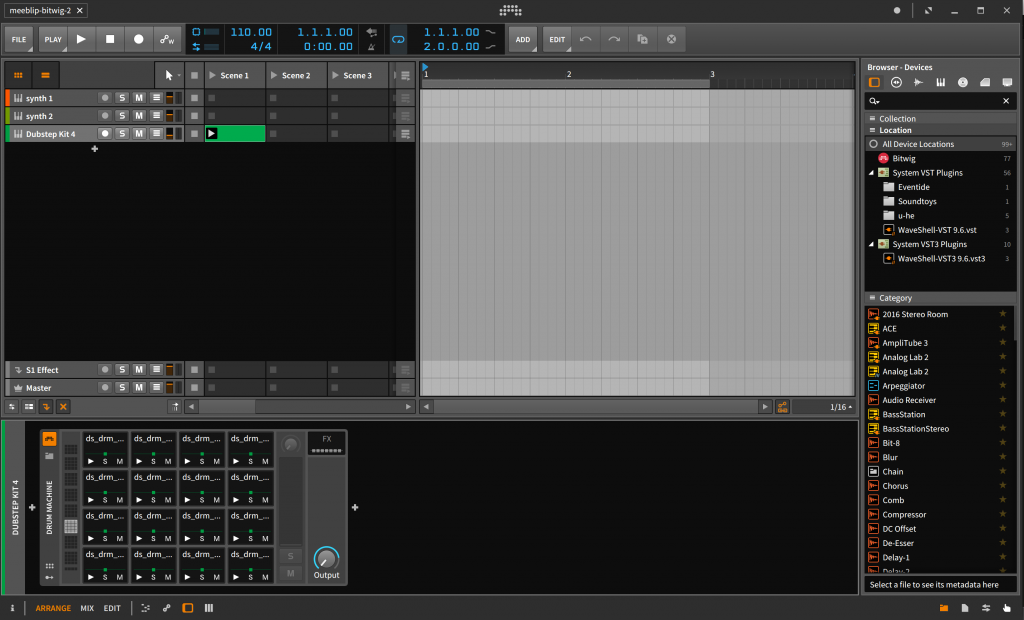 meeblip-bitwig-2
FILE PLAY 110.00 4/4 1.1.1.00 0:00.00 1.1.1.00 2.0.0.00 ADD EDIT
Scene 1 Scene 2 Scene 3
1 2 3
synth 1 S M
synth 2 S M
Dubstep Kit 4 S M
S1 Effect S M
Master S M
1/16
Browser - Devices
Collection
Location
All Device Locations 99+
Bitwig 77
System VST Plugins 56
Eventide 1
Soundtoys 1
u-he 5
WaveShell-VST 9.6.vst 3
System VST3 Plugins 10
WaveShell-VST3 9.6.vst3 3
Category
2016 Stereo Room
ACE
AmpliTube 3
Analog Lab 2
Analog Lab 2
Arpeggiator
Audio Receiver
BassStation
BassStationStereo
Bit-8
Blur
Chain
Chorus
Comb
Compressor
DC Offset
De-Esser
Delay-1
Delay-2
Select a file to see its metadata here
DUBSTEP KIT 4
DRUM MACHINE
ds_drm_... ds_drm_... ds_drm_... ds_drm_...
S M S M S M S M
ds_drm_... ds_drm_... ds_drm_... ds_drm_...
S M S M S M S M
ds_drm_... ds_drm_... ds_drm_... ds_drm_...
S M S M S M S M
ds_drm_... ds_drm_... ds_drm_... ds_drm_...
S M S M S M S M
S
M
FX
Output
i ARRANGE MIX EDIT